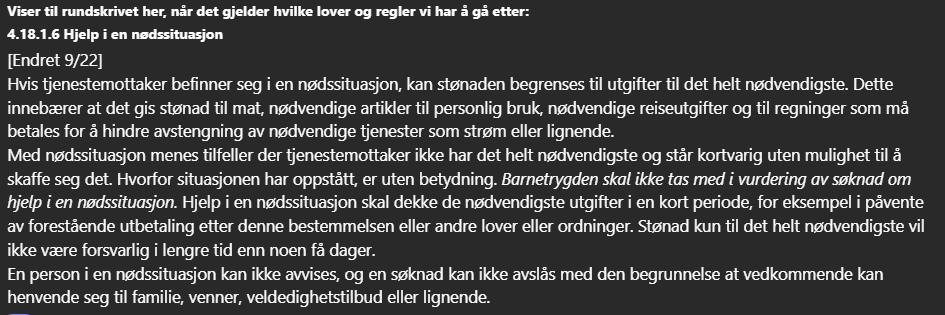 Viser til rundskrivet her, når det gjelder hvilke lover og regler vi har å gå etter:
4.18.1.6 Hjelp i en nødssituasjon
[Endret 9/22]
Hvis tjenestemottaker befinner seg i en nødssituasjon, kan stønaden begrenses til utgifter til det helt nødvendigste. Dette
innebærer at det gis stønad til mat, nødvendige artikler til personlig bruk, nødvendige reiseutgifter og til regninger som må
betales for å hindre avstengning av nødvendige tjenester som strøm eller lignende.
Med nødssituasjon menes tilfeller der tjenestemottaker ikke har det helt nødvendigste og står kortvarig uten mulighet til å
skaffe seg det. Hvorfor situasjonen har oppstått, er uten betydning. Barnetrygden skal ikke tas med i vurdering av søknad om
hjelp i en nødssituasjon. Hjelp i en nødssituasjon skal dekke de nødvendigste utgifter i en kort periode, for eksempel i påvente
av forestående utbetaling etter denne bestemmelsen eller andre lover eller ordninger. Stønad kun til det helt nødvendigste vil
ikke være forsvarlig i lengre tid enn noen få dager.
En person i en nødssituasjon kan ikke avvises, og en søknad kan ikke avslås med den begrunnelse at vedkommende kan
henvende seg til familie, venner, veldedighetstilbud eller lignende.